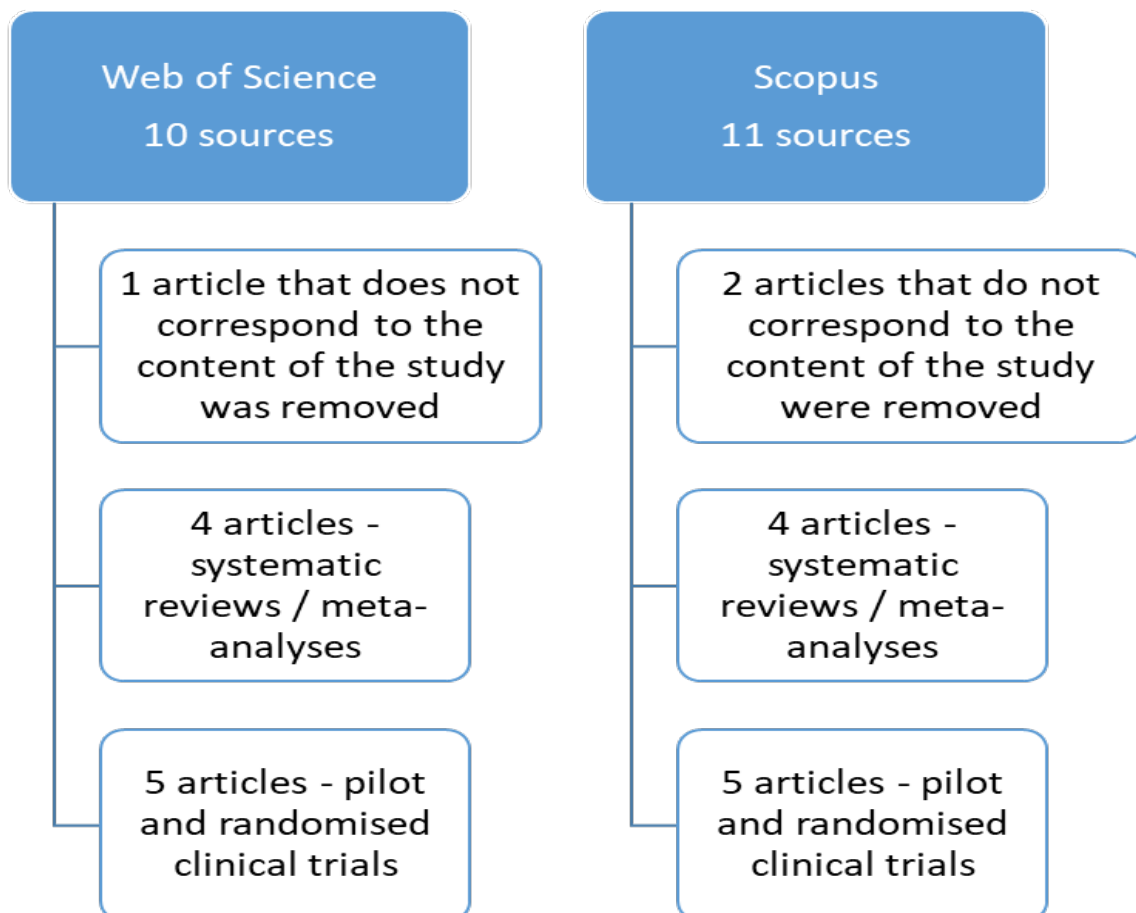 Web of Science
10 sources
1 article that does not
correspond to the
content of the study
was removed
4 articles -
systematic
reviews / meta-
analyses
5 articles - pilot
and randomised
clinical trials
Scopus
11 sources
2 articles that do not
correspond to the
content of the study
were removed
4 articles -
systematic
reviews / meta-
analyses
5 articles - pilot
and randomised
clinical trials